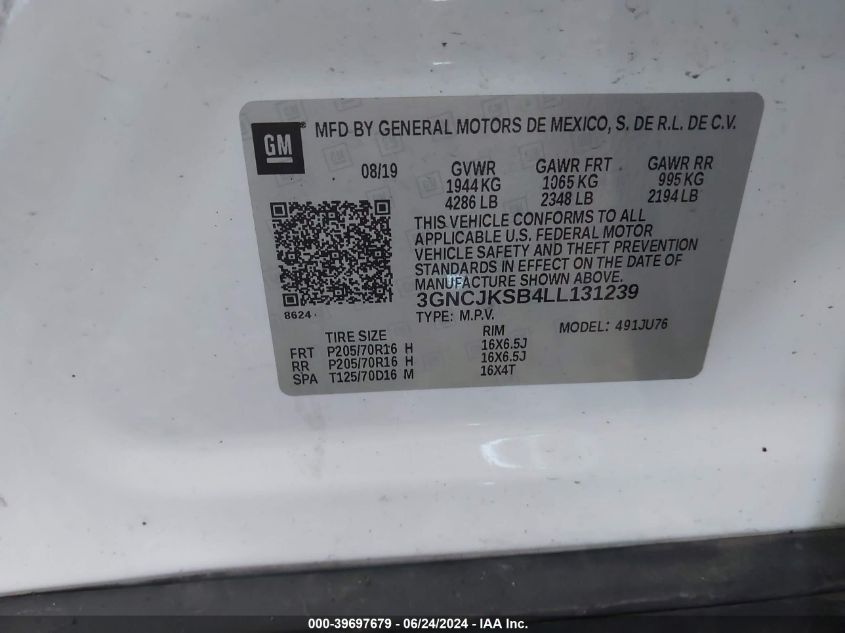 GM ® MFD BY GENERAL MOTORS DE MEXICO, S. DE R.L. DE C.V.
08/19 GVWR GAWR FRT GAWR RR
1944 KG 1065 KG 995 KG
4286 LB 2348 LB 2194 LB
THIS VEHICLE CONFORMS TO ALL
APPLICABLE U.S. FEDERAL MOTOR
VEHICLE SAFETY AND THEFT PREVENTION
STANDARDS IN EFFECT ON THE DATE OF
MANUFACTURE SHOWN ABOVE.
3GNCJKSB4LL131239
8624 TYPE: M.P.V. MODEL: 491JU76
TIRE SIZE RIM
FRT P205/70R16 H 16X6.5J
RR P205/70R16 H 16X6.5J
SPA T125/70D16 M 16X4T
000-39697679 - 06/24/2024 - IAA Inc.